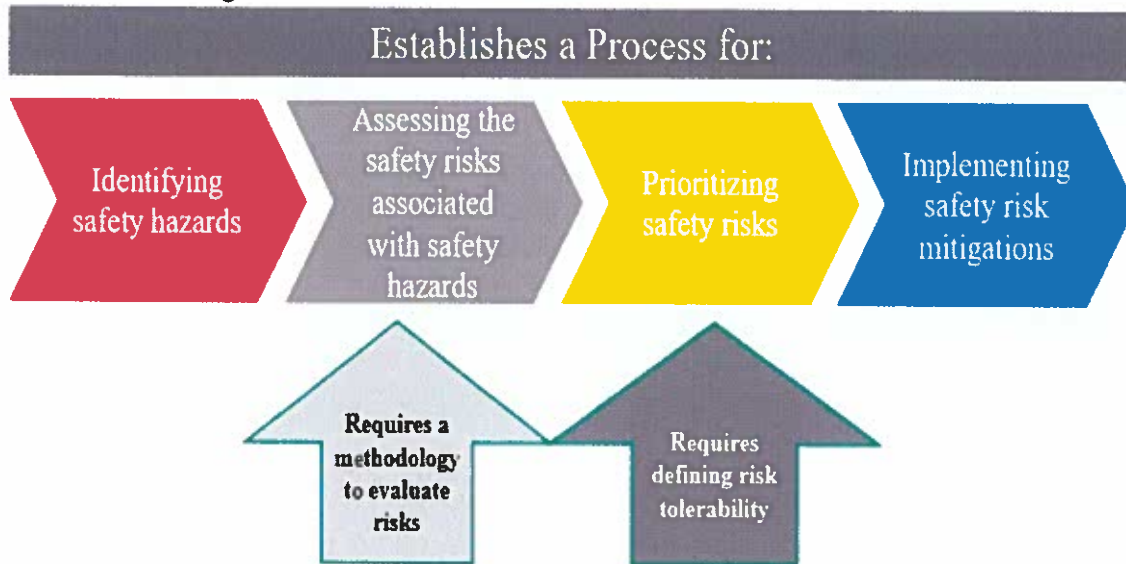 Establishes a Process for:
Identifying
safety hazards
Assessing the
safety risks
associated
with safety
hazards
Prioritizing
safety risks
Implementing
safety risk
mitigations
Requires a
methodology
to evaluate
risks
Requires
defining risk
tolerability